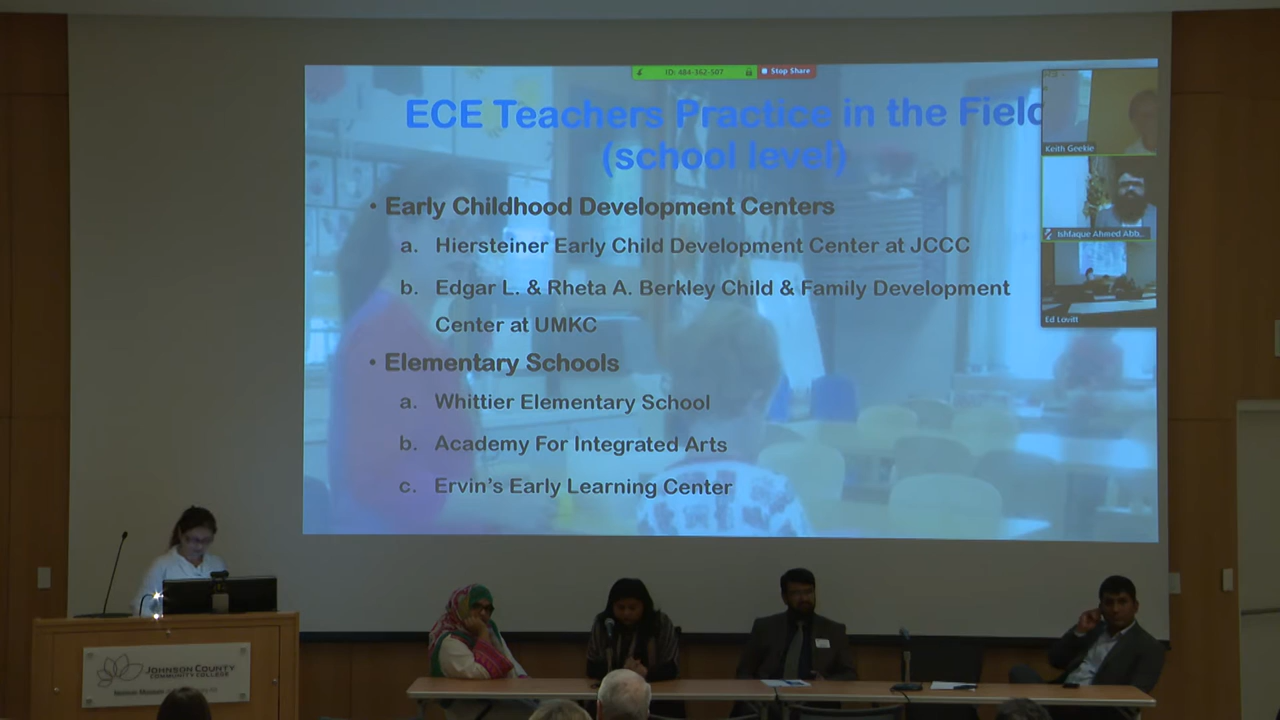 ID: 484-362-507
Stop Share
ECE Teachers Practice in the Field
(school level)
• Early Childhood Development Centers
a. Hiersteiner Early Child Development Center at JCCC
b. Edgar L. & Rheta A. Berkley Child & Family Development
Center at UMKC
• Elementary Schools
a. Whittier Elementary School
b. Academy For Integrated Arts
c. Ervin's Early Learning Center
Keith Geekie
Ishfaque Ahmed Abb...
Ed Lovitt
JOHNSON COUNTY
COMMUNITY COLLEGE
Nerman Museum